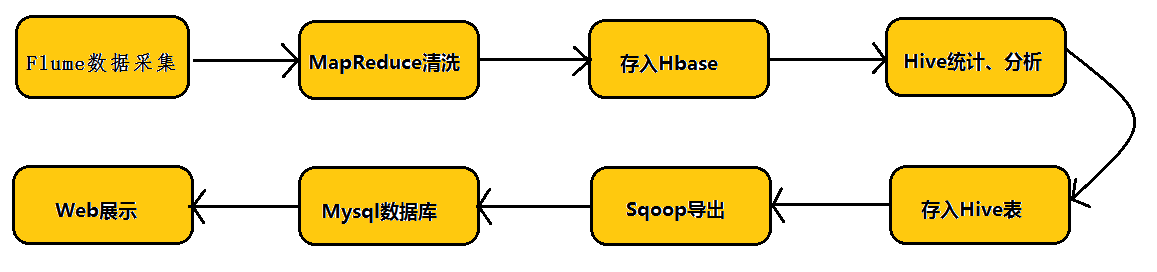 Flume数据采集
MapReduce清洗
存入Hbase
Hive统计、分析
存入Hive表
Sqoop导出
Mysql数据库
Web展示